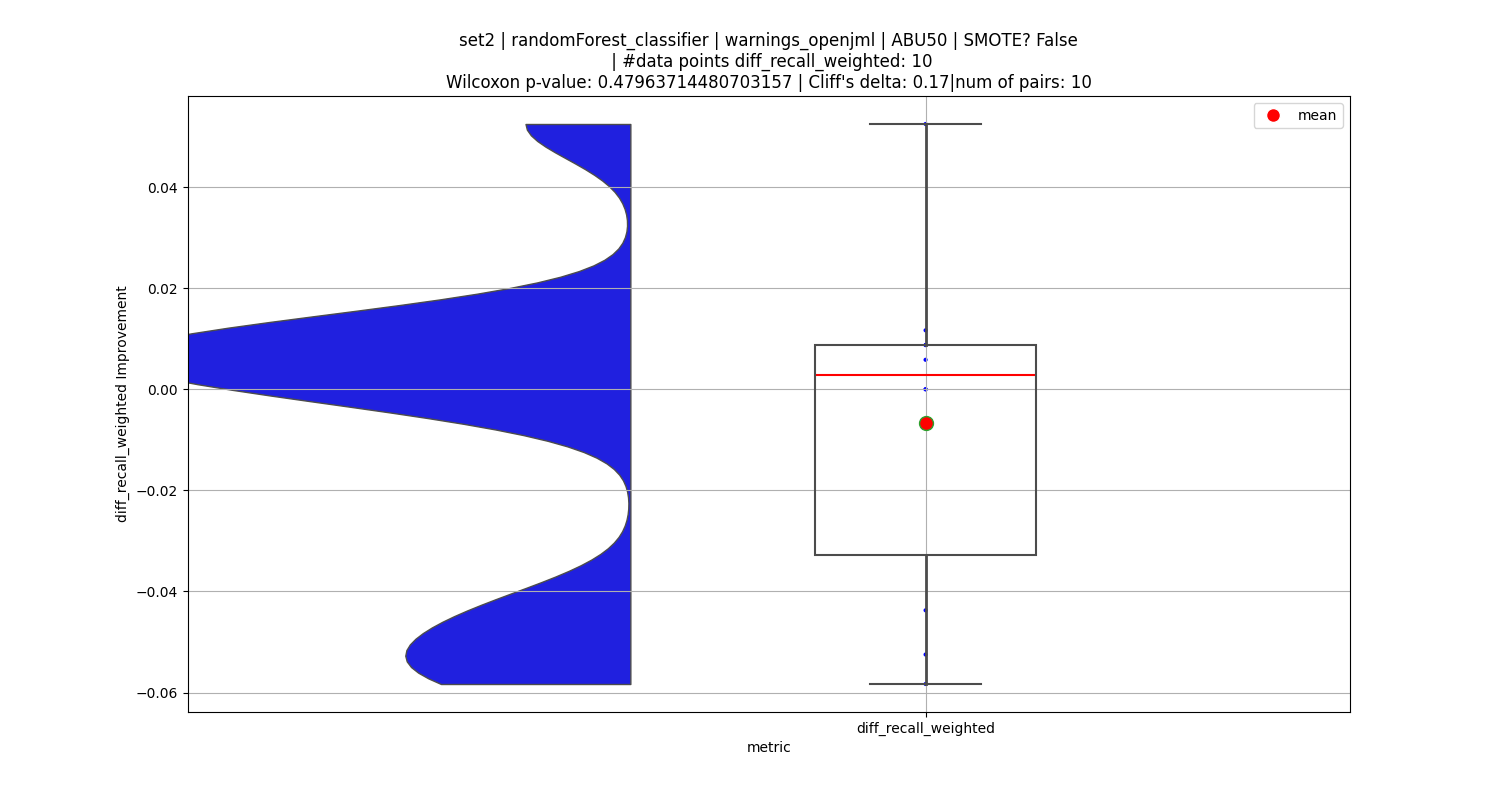 set2 | randomForest_classifier | warnings_openjml | ABU50 | SMOTE? False
| #data points diff_recall_weighted: 10
Wilcoxon p-value: 0.47963714480703157 | Cliff's delta: 0.17|num of pairs: 10
mean
0.04
0.02
0.00
−0.02
−0.04
−0.06
diff_recall_weighted Improvement
diff_recall_weighted
metric